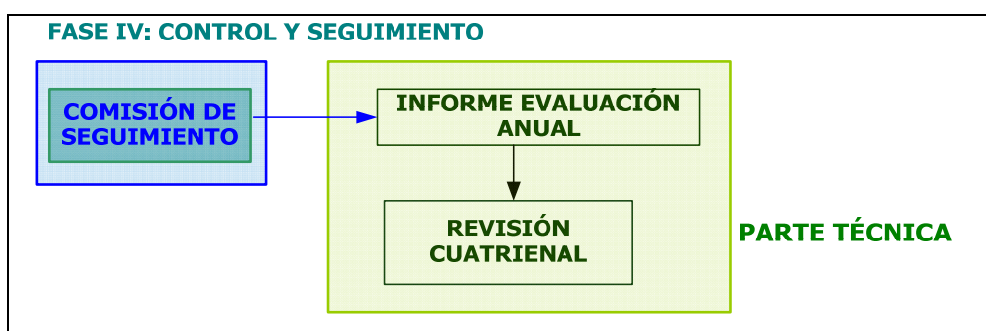 FASE IV: CONTROL Y SEGUIMIENTO
COMISIÓN DE
SEGUIMIENTO
INFORME EVALUACIÓN
ANUAL
REVISIÓN
CUATRIENAL
PARTE TÉCNICA